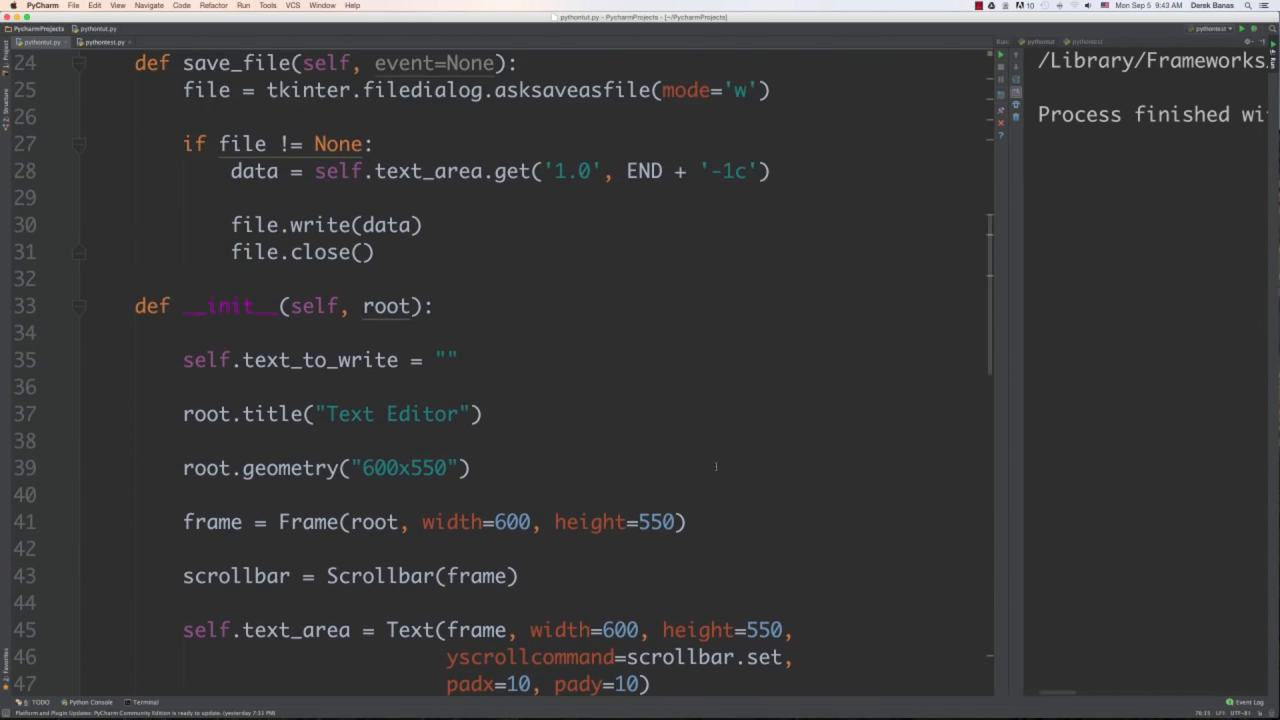 PyCharm File Edit View Navigate Code Refactor Run Tools VCS Window Help 10 Mon Sep 5 9:43 AM Derek Banas
pythontut.py - PycharmProjects - [~/PycharmProjects]
PycharmProjects pythontut.py pythontest
pythontut.py pythontest.py Run: pythontut pythontest
24 def save_file(self, event=None):
25 file = tkinter.filedialog.asksaveasfile(mode='w')
27 if file != None:
28 data = self.text_area.get('1.0', END + '-1c')
29
30 file.write(data)
31 file.close()
32
33 def __init__(self, root):
34
35 self.text_to_write = ""
36
37 root.title("Text Editor")
38
39 root.geometry("600x550")
40
41 frame = Frame(root, width=600, height=550)
42
43 scrollbar = Scrollbar(frame)
44
45 self.text_area = Text(frame, width=600, height=550,
46 yscrollcommand=scrollbar.set,
47 padx=10, pady=10)
/Library/Frameworks
Process finished wi
1: Project
7: Structure
2: Favorites
6: TODO Python Console Terminal Event Log
Platform and Plugin Updates: PyCharm Community Edition is ready to update. (yesterday 7:31 PM) UTF-8